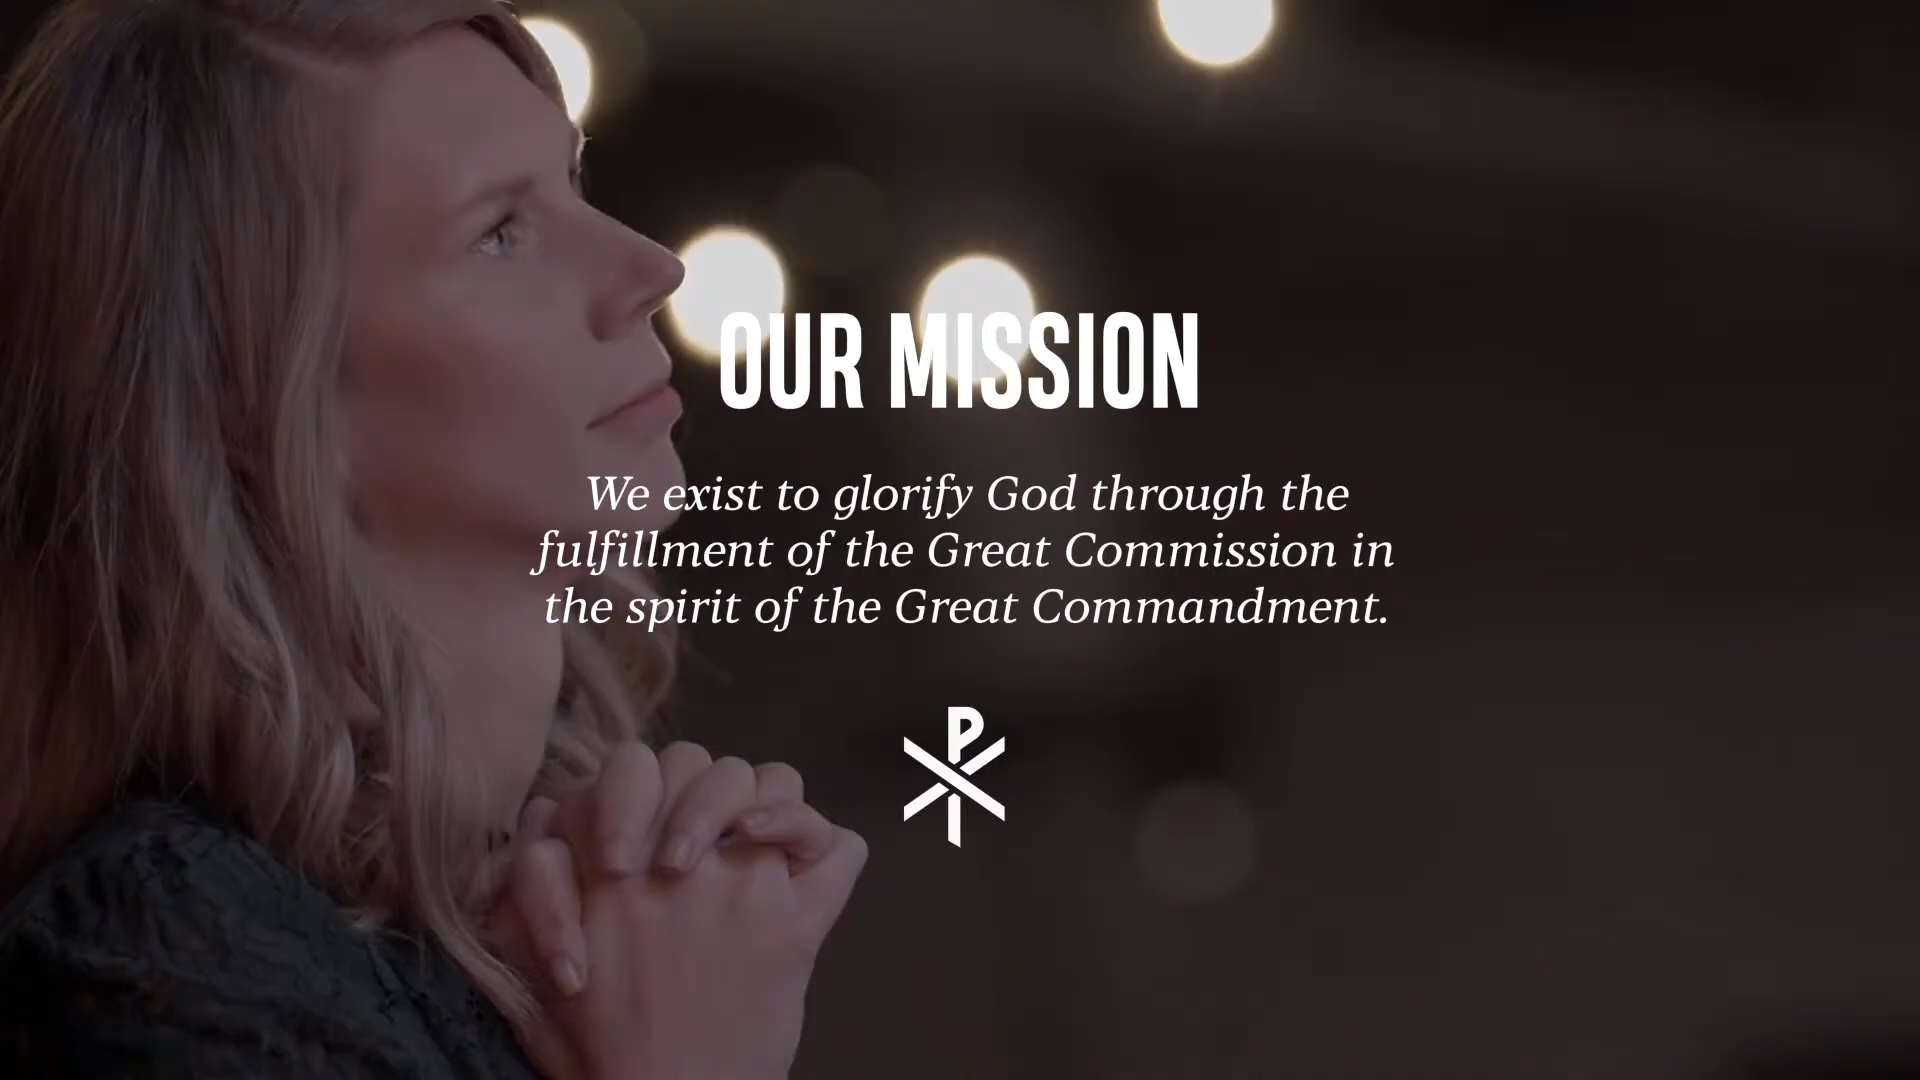 OUR MISSION
We exist to glorify God through the
fulfillment of the Great Commission in
the spirit of the Great Commandment.